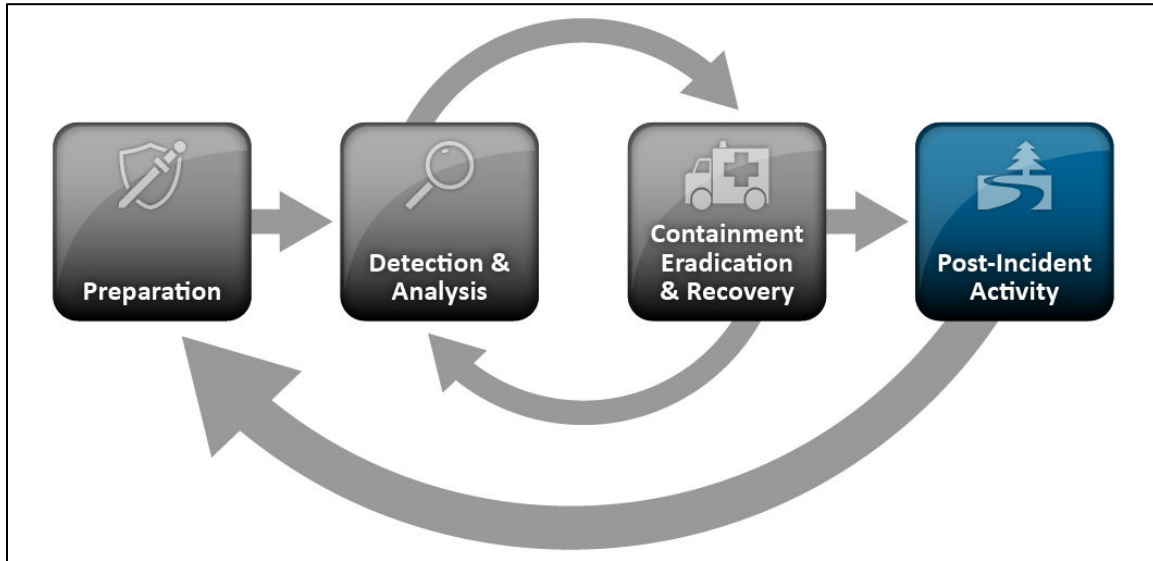 Preparation
Detection &
Analysis
Containment
Eradication
& Recovery
Post-Incident
Activity